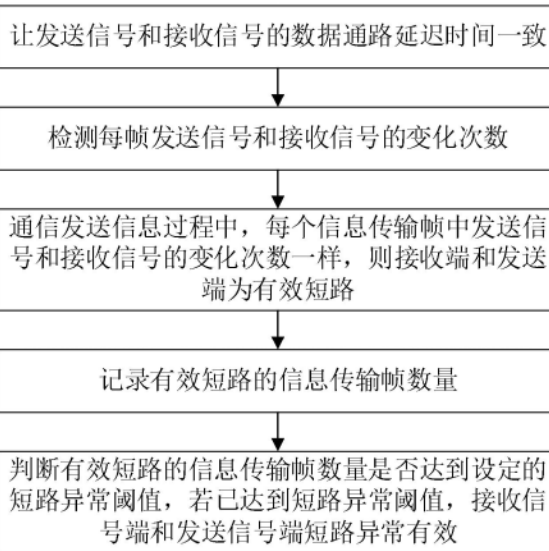 让发送信号和接收信号的数据通路延迟时间一致
检测每帧发送信号和接收信号的变化次数
通信发送信息过程中，每个信息传输帧中发送信
号和接收信号的变化次数一样，则接收端和发送
端为有效短路
记录有效短路的信息传输帧数量
判断有效短路的信息传输帧数量是否达到设定的
短路异常阈值，若已达到短路异常阈值，接收信
号端和发送信号端短路异常有效